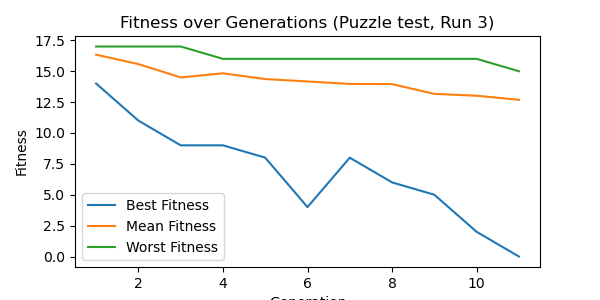 Fitness over Generations (Puzzle test, Run 3)
17.5
15.0
12.5
10.0
7.5
5.0
2.5
0.0
Fitness
Best Fitness
Mean Fitness
Worst Fitness
2
4
6
8
10
Generation